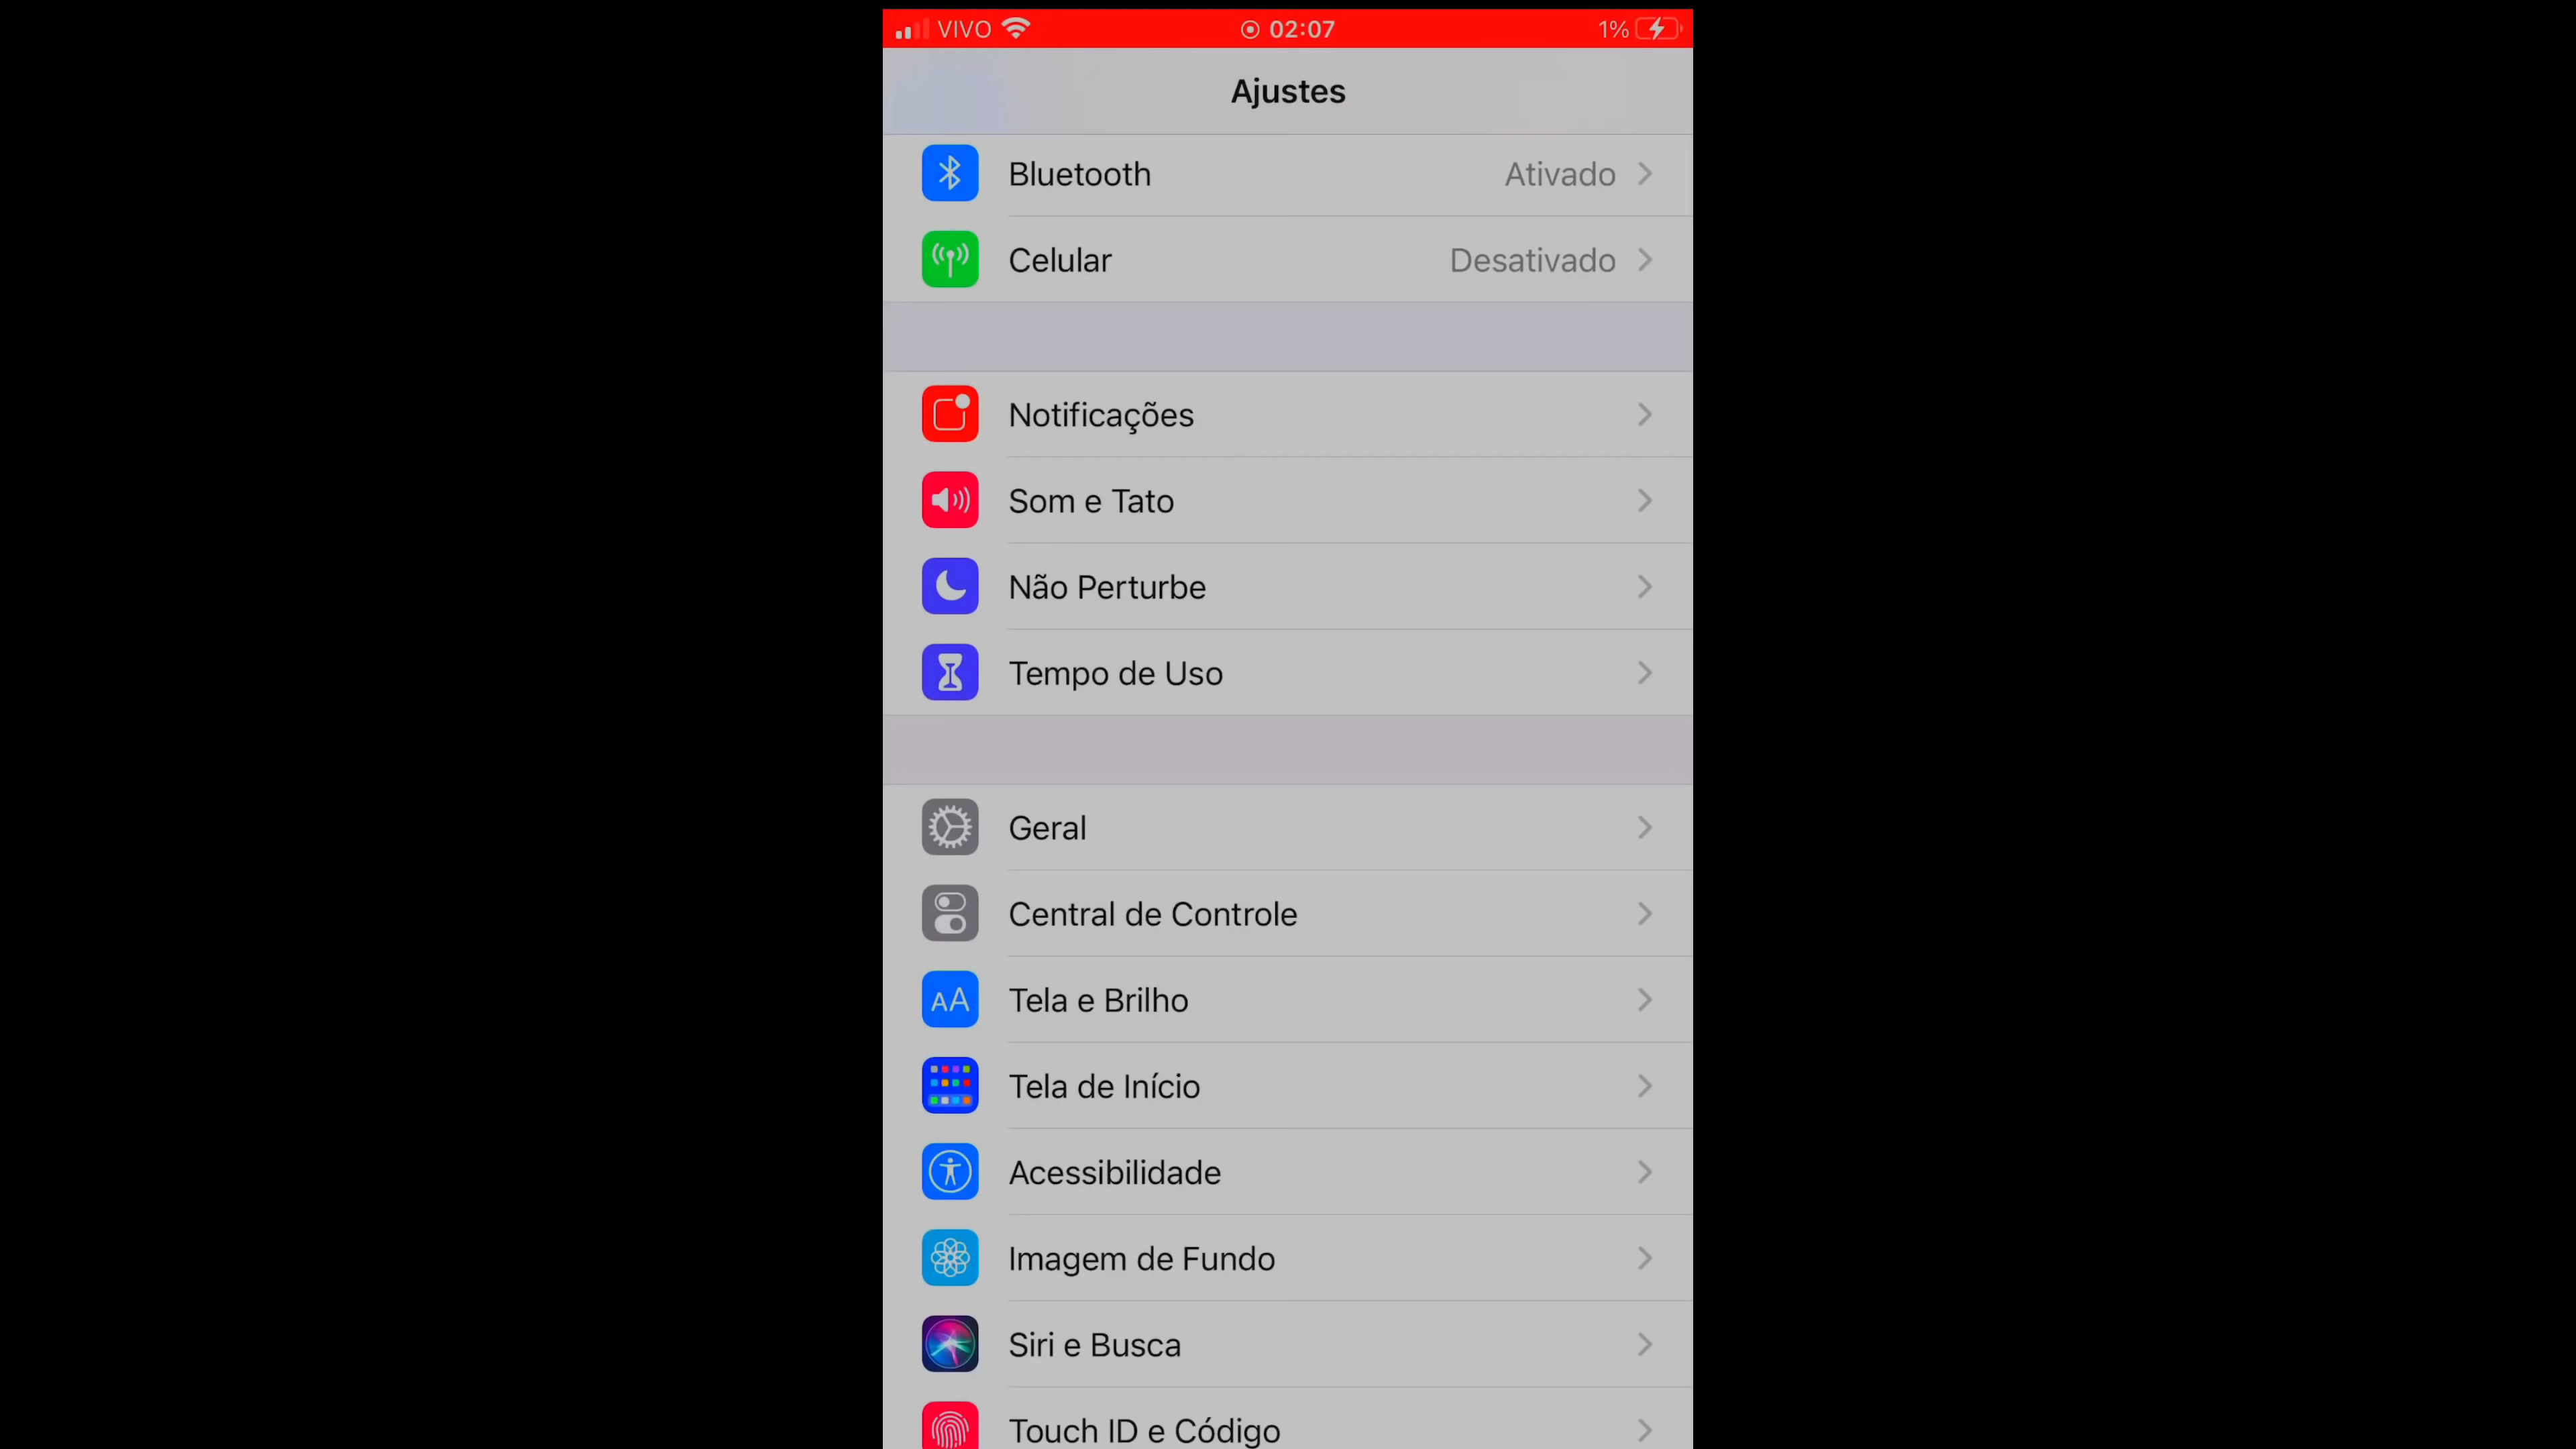 VIVO 02:07 1%
Ajustes
Bluetooth Ativado
Celular Desativado
Notificações
Som e Tato
Não Perturbe
Tempo de Uso
Geral
Central de Controle
AA Tela e Brilho
Tela de Início
Acessibilidade
Imagem de Fundo
Siri e Busca
Touch ID e Código